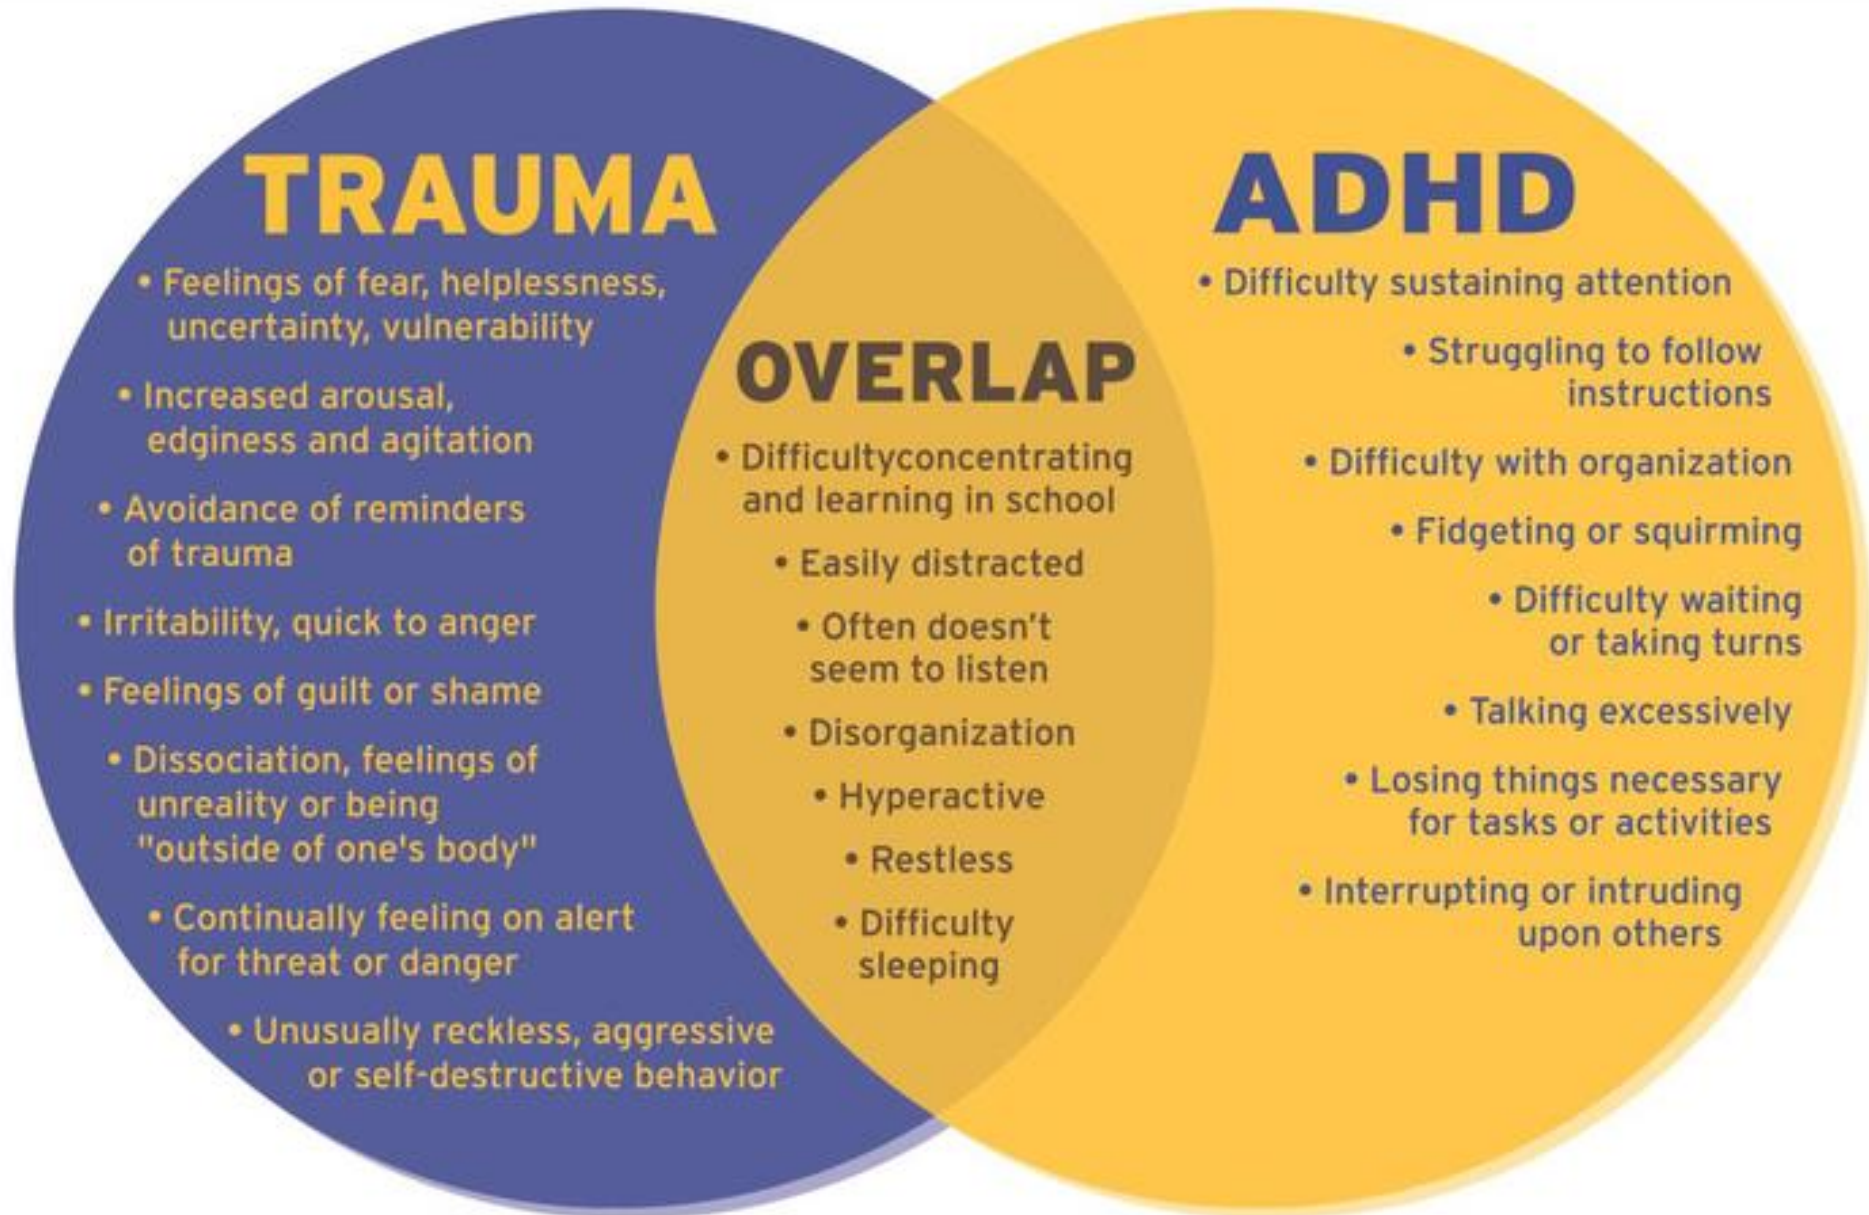 TRAUMA
• Feelings of fear, helplessness,
uncertainty, vulnerability
• Increased arousal,
edginess and agitation
• Avoidance of reminders
of trauma
• Irritability, quick to anger
• Feelings of guilt or shame
• Dissociation, feelings of
unreality or being
"outside of one's body"
• Continually feeling on alert
for threat or danger
• Unusually reckless, aggressive
or self-destructive behavior
OVERLAP
• Difficultyconcentrating
and learning in school
• Easily distracted
• Often doesn't
seem to listen
• Disorganization
• Hyperactive
• Restless
• Difficulty
sleeping
ADHD
• Difficulty sustaining attention
• Struggling to follow
instructions
• Difficulty with organization
• Fidgeting or squirming
• Difficulty waiting
or taking turns
• Talking excessively
• Losing things necessary
for tasks or activities
• Interrupting or intruding
upon others